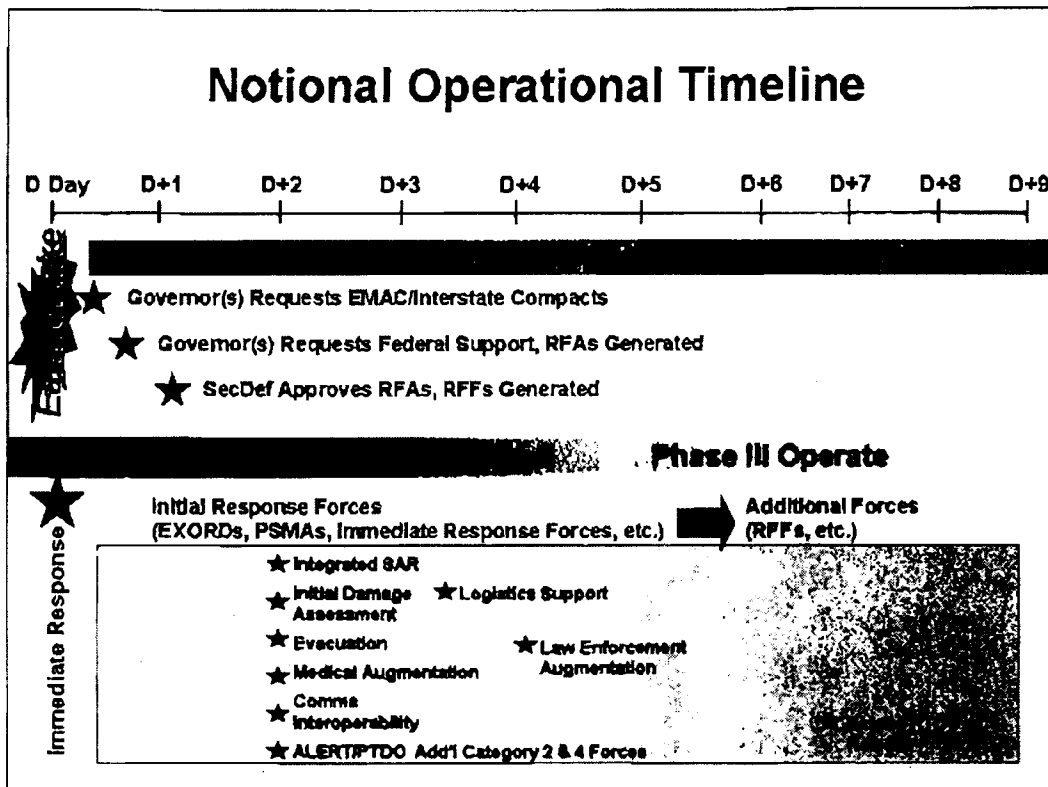 Notional Operational Timeline
D Day D+1 D+2 D+3 D+4 D+5 D+6 D+7 D+8 D+9
Earthquake
Governor(s) Requests EMAC/Interstate Compacts
Governor(s) Requests Federal Support, RFAs Generated
SecDef Approves RFAs, RFFs Generated
Phase III Operate
Immediate Response
Initial Response Forces
(EXORDs, PSMAs, Immediate Response Forces, etc.)
Additional Forces
(RFFs, etc.)
Integrated SAR
Initial Damage
Assessment
Logistics Support
Evacuation
Law Enforcement
Augmentation
Medical Augmentation
Comms
Interoperability
ALERT/PTDO Add'l Category 2 & 4 Forces